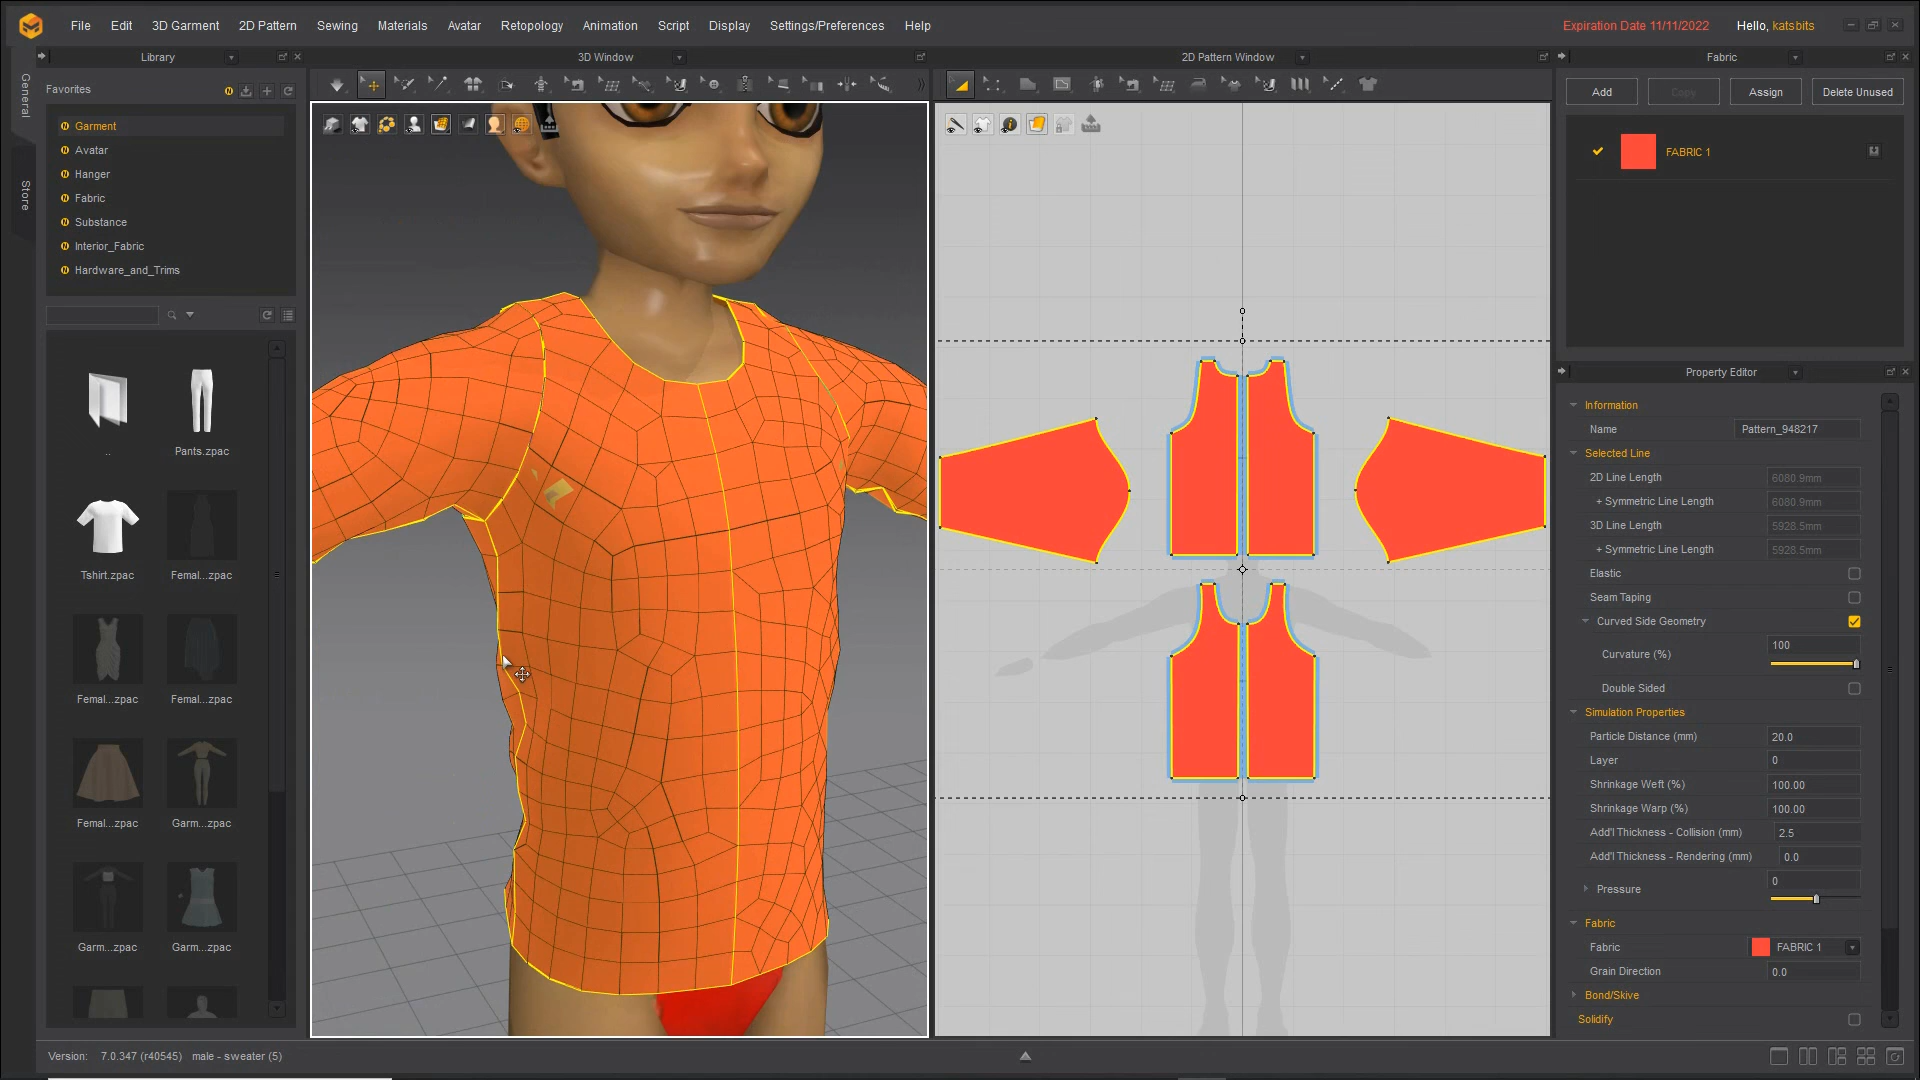 File Edit 3D Garment 2D Pattern Sewing Materials Avatar Retopology Animation Script Display Settings/Preferences Help
Expiration Date 11/11/2022 Hello, katsbits
Library
3D Window
2D Pattern Window
Fabric
General
Store
Favorites
Garment
Avatar
Hanger
Fabric
Substance
Interior_Fabric
Hardware_and_Trims
..
Pants.zpac
Tshirt.zpac
Femal...zpac
Femal...zpac
Femal...zpac
Femal...zpac
Garm...zpac
Garm...zpac
Garm...zpac
Add Copy Assign Delete Unused
FABRIC 1
Property Editor
Information
Name Pattern_948217
Selected Line
2D Line Length 6080.9mm
+ Symmetric Line Length 6080.9mm
3D Line Length 5928.5mm
+ Symmetric Line Length 5928.5mm
Elastic
Seam Taping
Curved Side Geometry
Curvature (%) 100
Double Sided
Simulation Properties
Particle Distance (mm) 20.0
Layer 0
Shrinkage Weft (%) 100.00
Shrinkage Warp (%) 100.00
Add'l Thickness - Collision (mm) 2.5
Add'l Thickness - Rendering (mm) 0.0
Pressure 0
Fabric
Fabric FABRIC 1
Grain Direction 0.0
Bond/Skive
Solidify
Version: 7.0.347 (r40545) male - sweater (5)